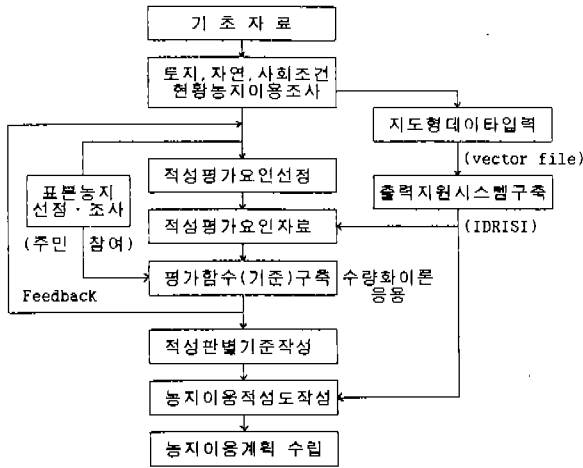 기 초 자 료
토지, 자연, 사회조건
현황농지이용조사
지도형데이타입력
(vector file)
적성평가요인선정
표본농지
선정 · 조사
출력지원시스템구축
적성평가요인자료
(IDRISI)
(주민 참여)
평가함수(기준)구축 수량화이론
응용
Feedback
적성판별기준작성
농지이용적성도작성
농지이용계획 수립